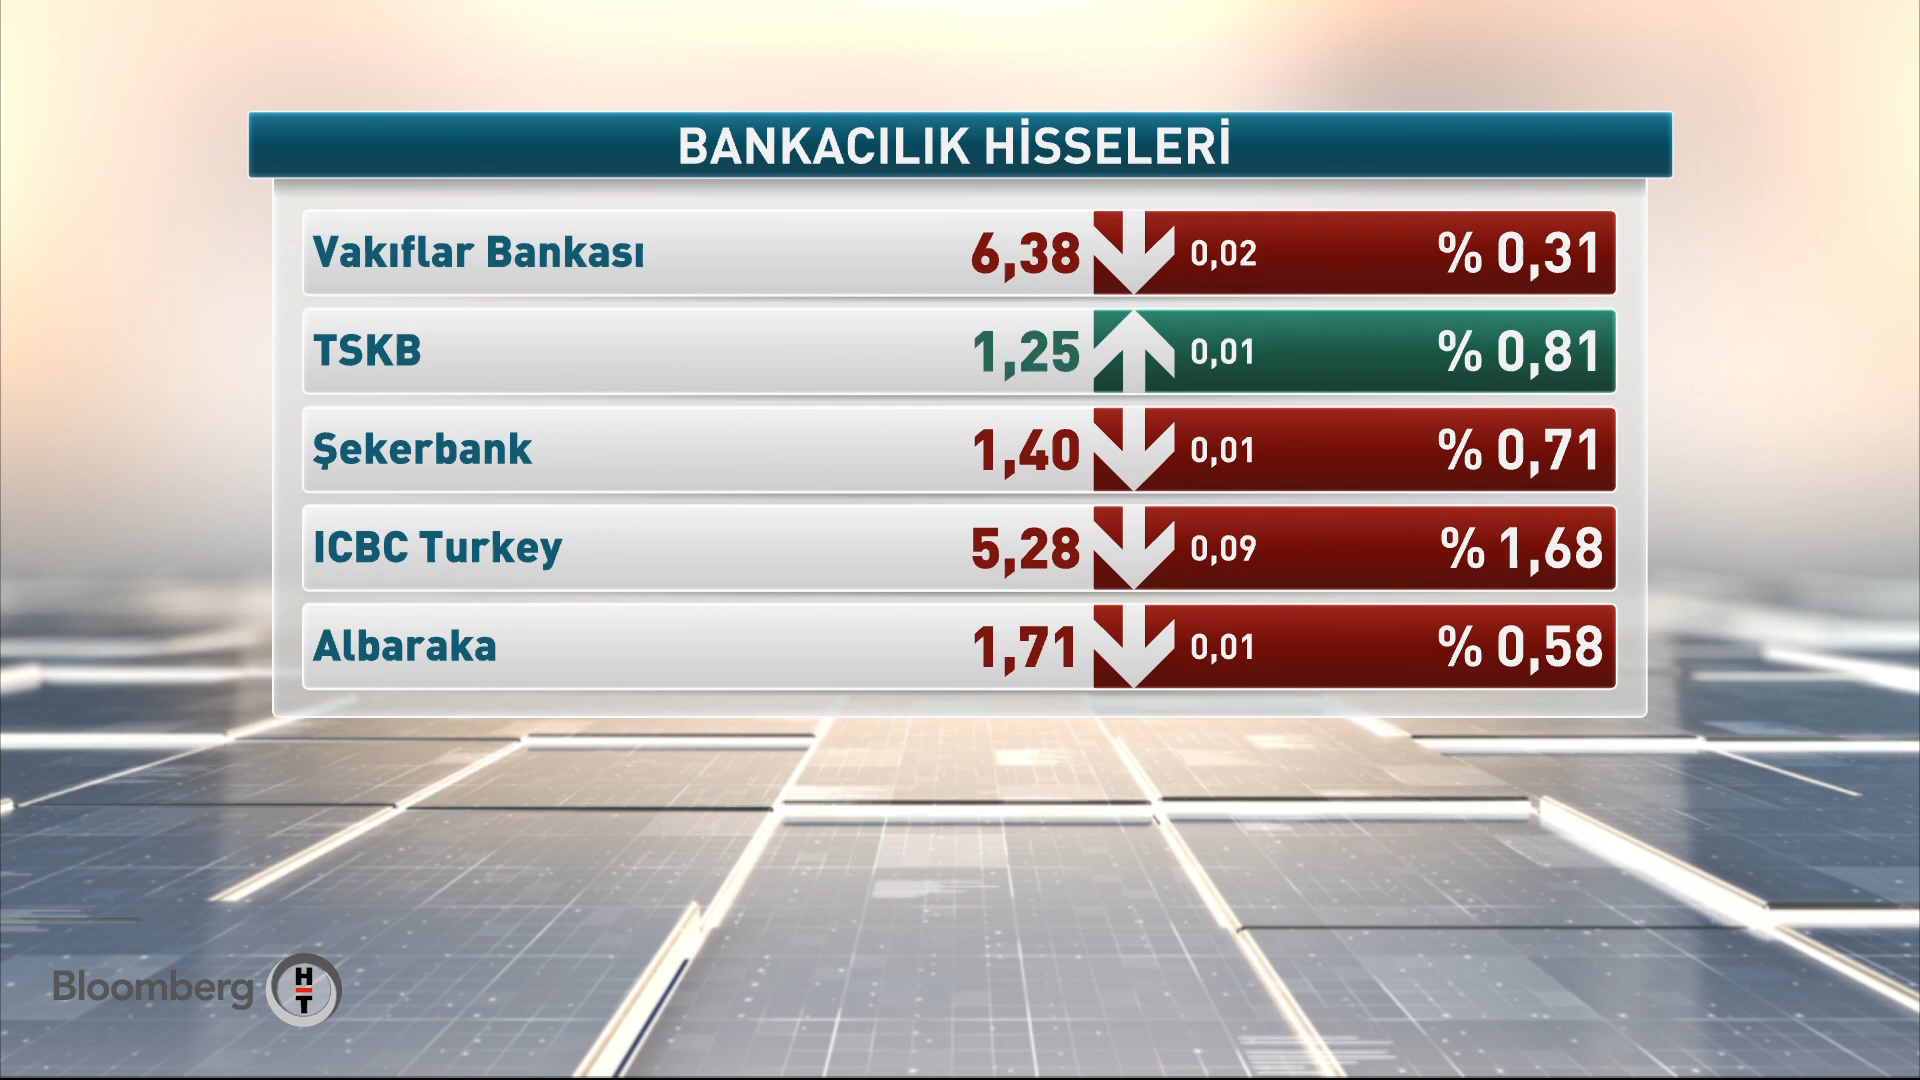 BANKACILIK HİSSELERİ
Vakıflar Bankası 6,38 0,02 % 0,31
TSKB 1,25 0,01 % 0,81
Şekerbank 1,40 0,01 % 0,71
ICBC Turkey 5,28 0,09 % 1,68
Albaraka 1,71 0,01 % 0,58
Bloomberg HT